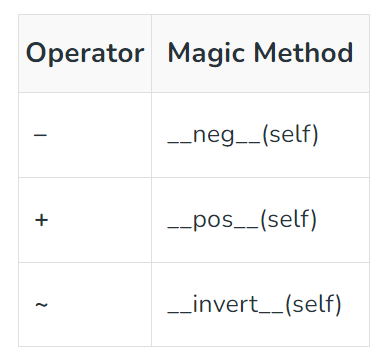 Operator Magic Method
– __neg__(self)
+ __pos__(self)
~ __invert__(self)